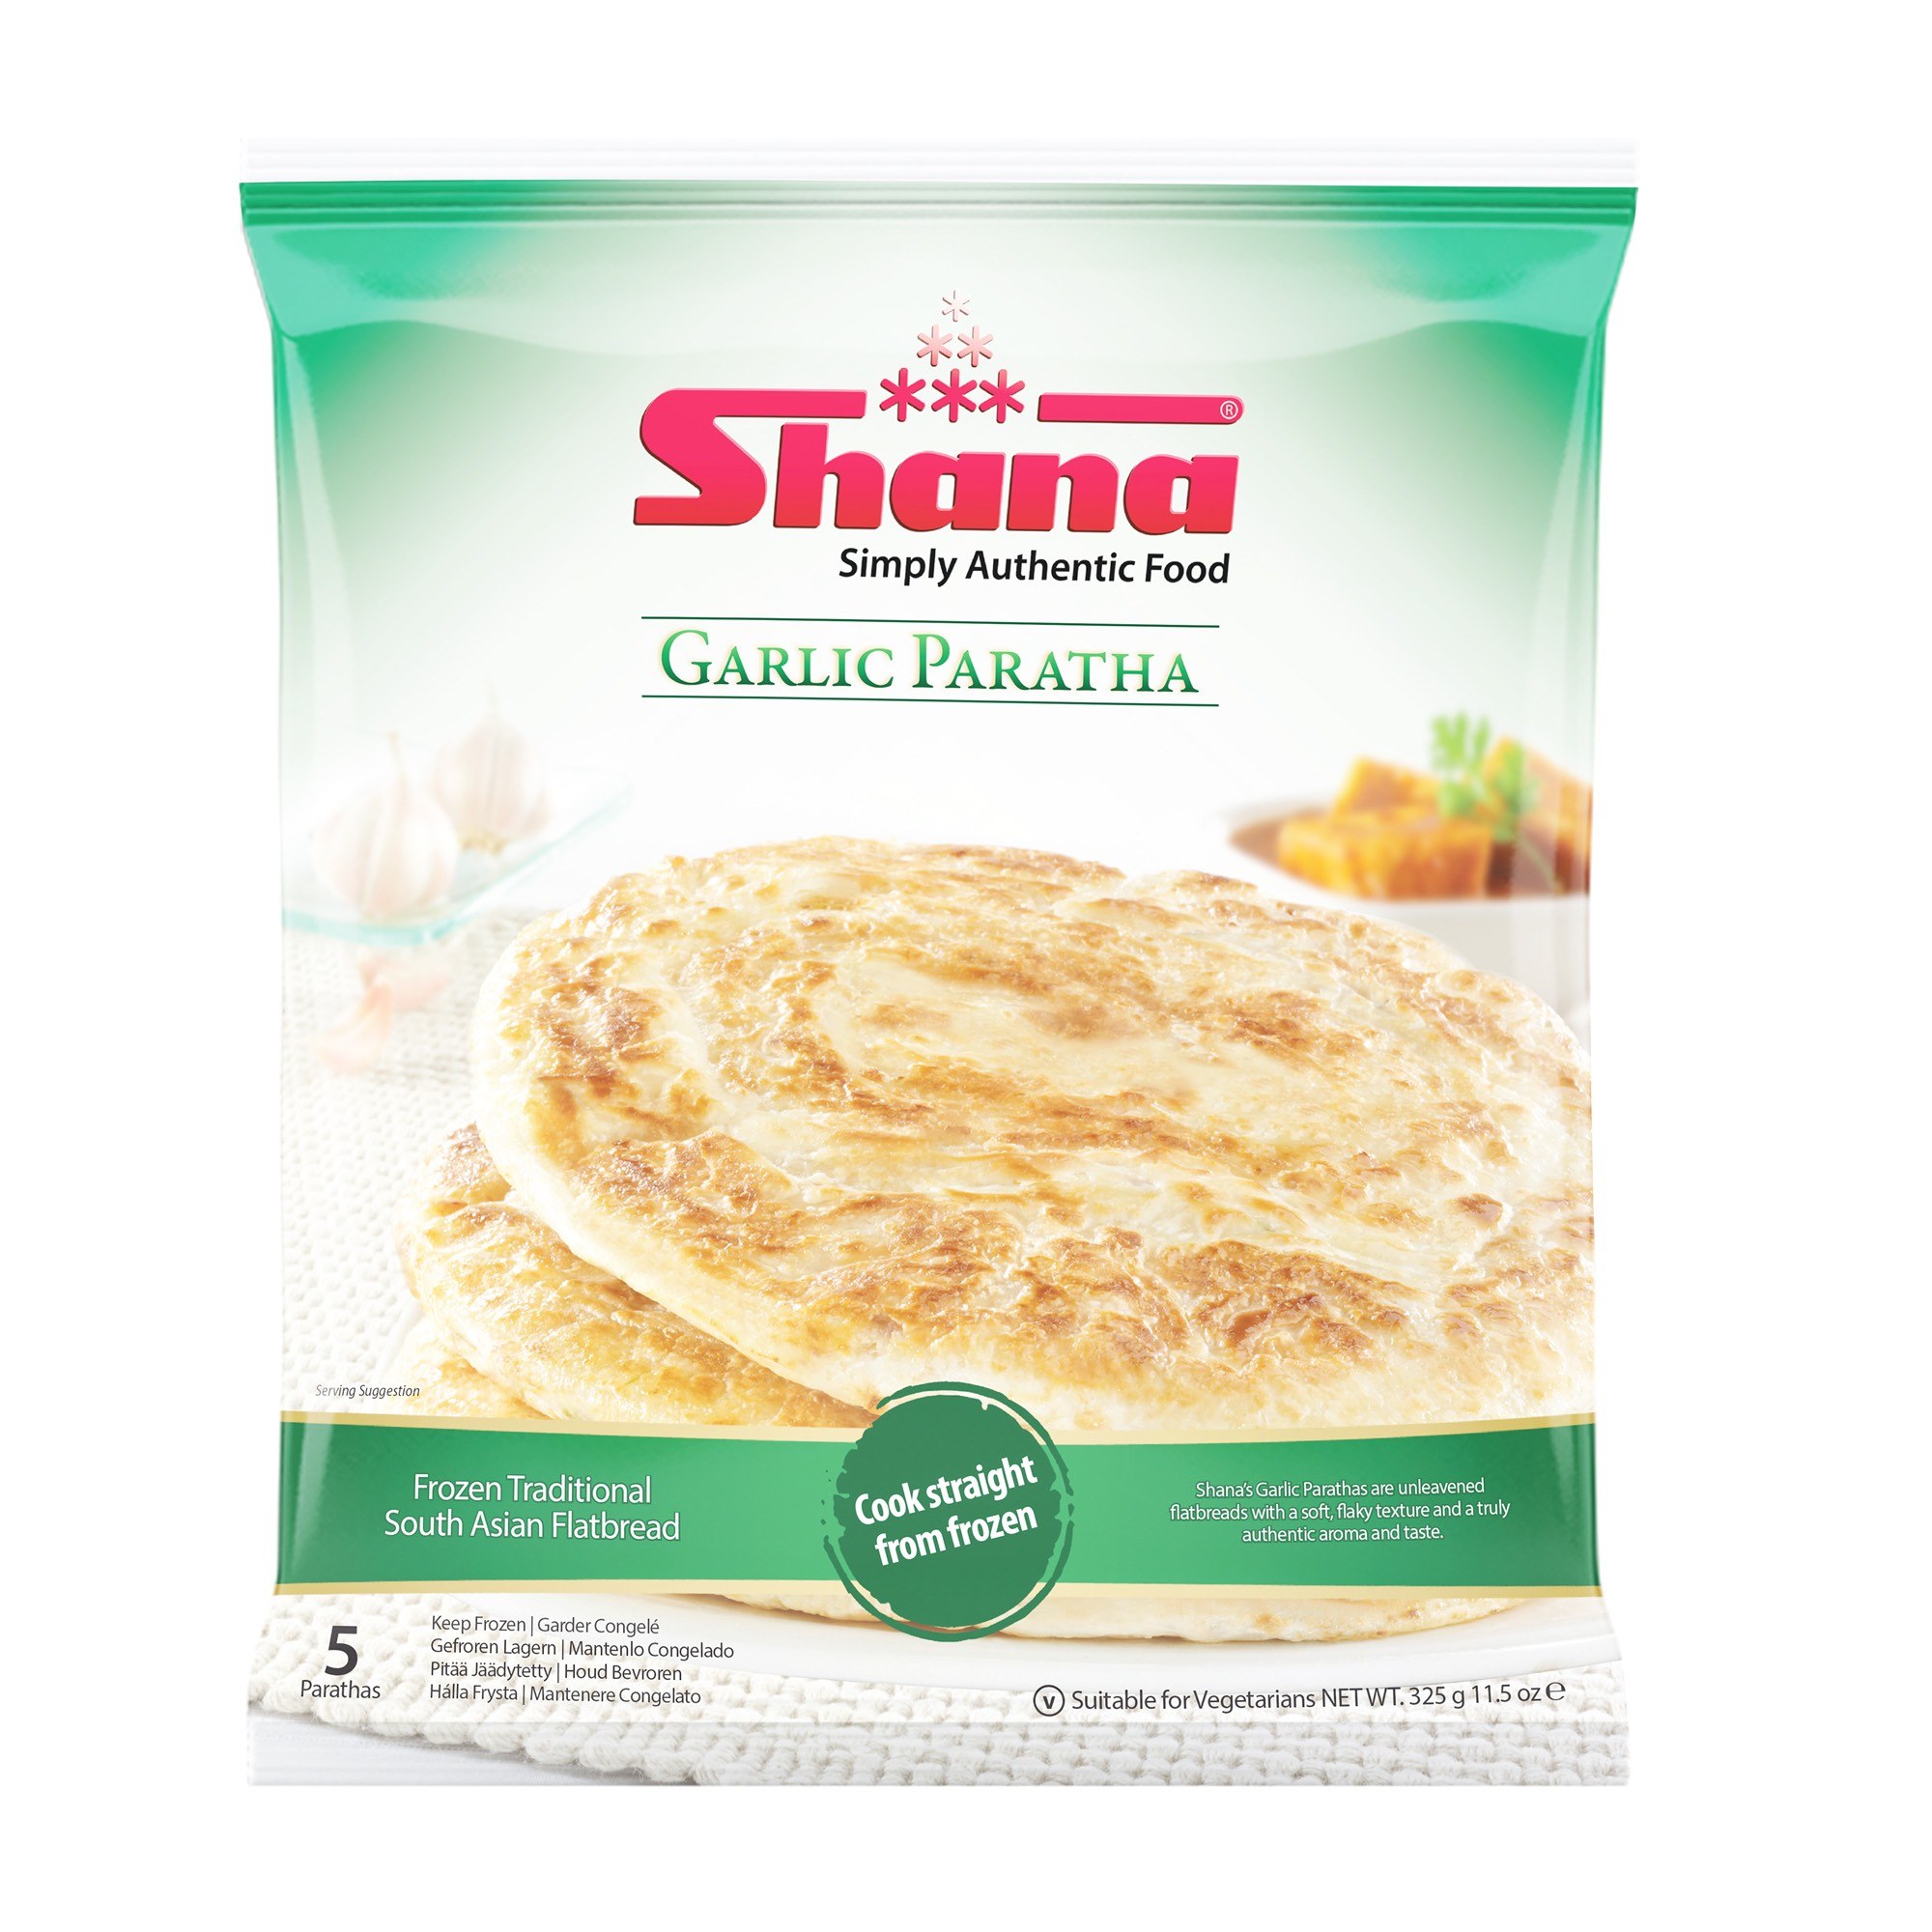 Shana®
Simply Authentic Food
GARLIC PARATHA
Serving Suggestion
Frozen Traditional
South Asian Flatbread
Cook straight
from frozen
Shana's Garlic Parathas are unleavened
flatbreads with a soft, flaky texture and a truly
authentic aroma and taste.
5
Parathas
Keep Frozen | Garder Congelé
Gefroren Lagern | Mantenlo Congelado
Pitää Jäädytetty | Houd Bevroren
Hálla Frysta | Mantenere Congelato
V Suitable for Vegetarians NET WT. 325 g 11.5 oz ℮